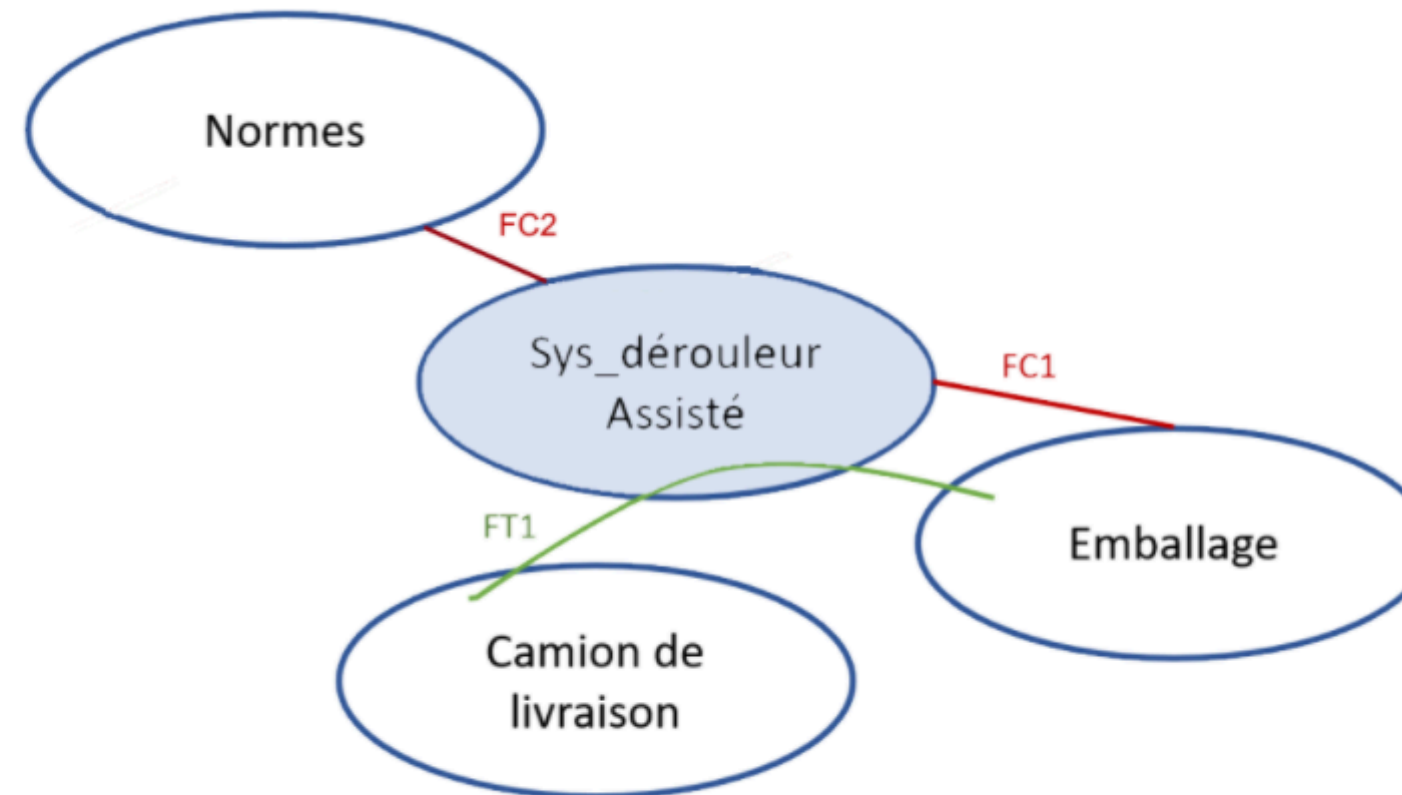 Normes
FC2
Sys_dérouleur
Assisté
FC1
FT1
Emballage
Camion de
livraison